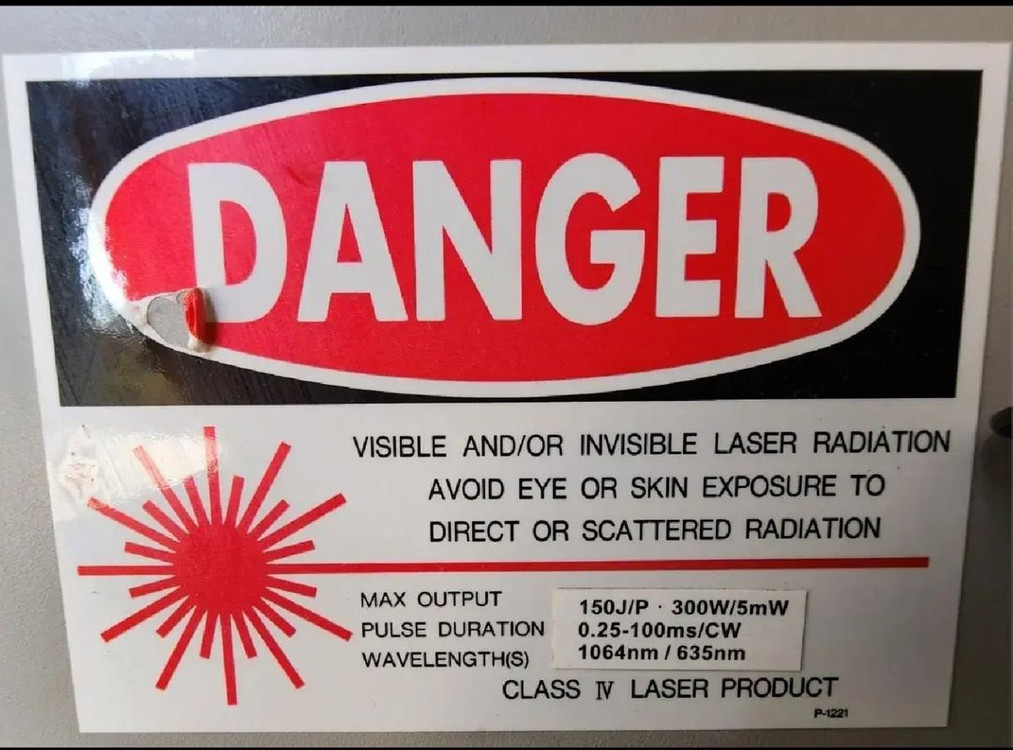 DANGER
VISIBLE AND/OR INVISIBLE LASER RADIATION
AVOID EYE OR SKIN EXPOSURE TO
DIRECT OR SCATTERED RADIATION
MAX OUTPUT 150J/P · 300W/5mW
PULSE DURATION 0.25-100ms/CW
WAVELENGTH(S) 1064nm / 635nm
CLASS Ⅳ LASER PRODUCT
P-1221